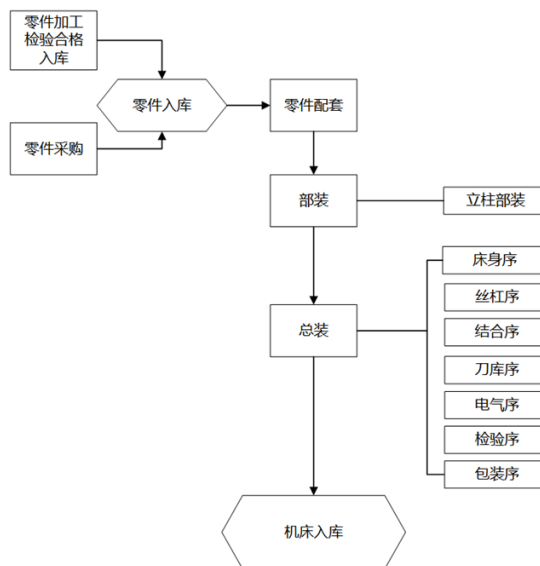 零件加工
检验合格
入库
零件入库
零件配套
零件采购
部装
立柱部装
床身序
丝杠序
总装
结合序
刀库序
电气序
检验序
包装序
机床入库